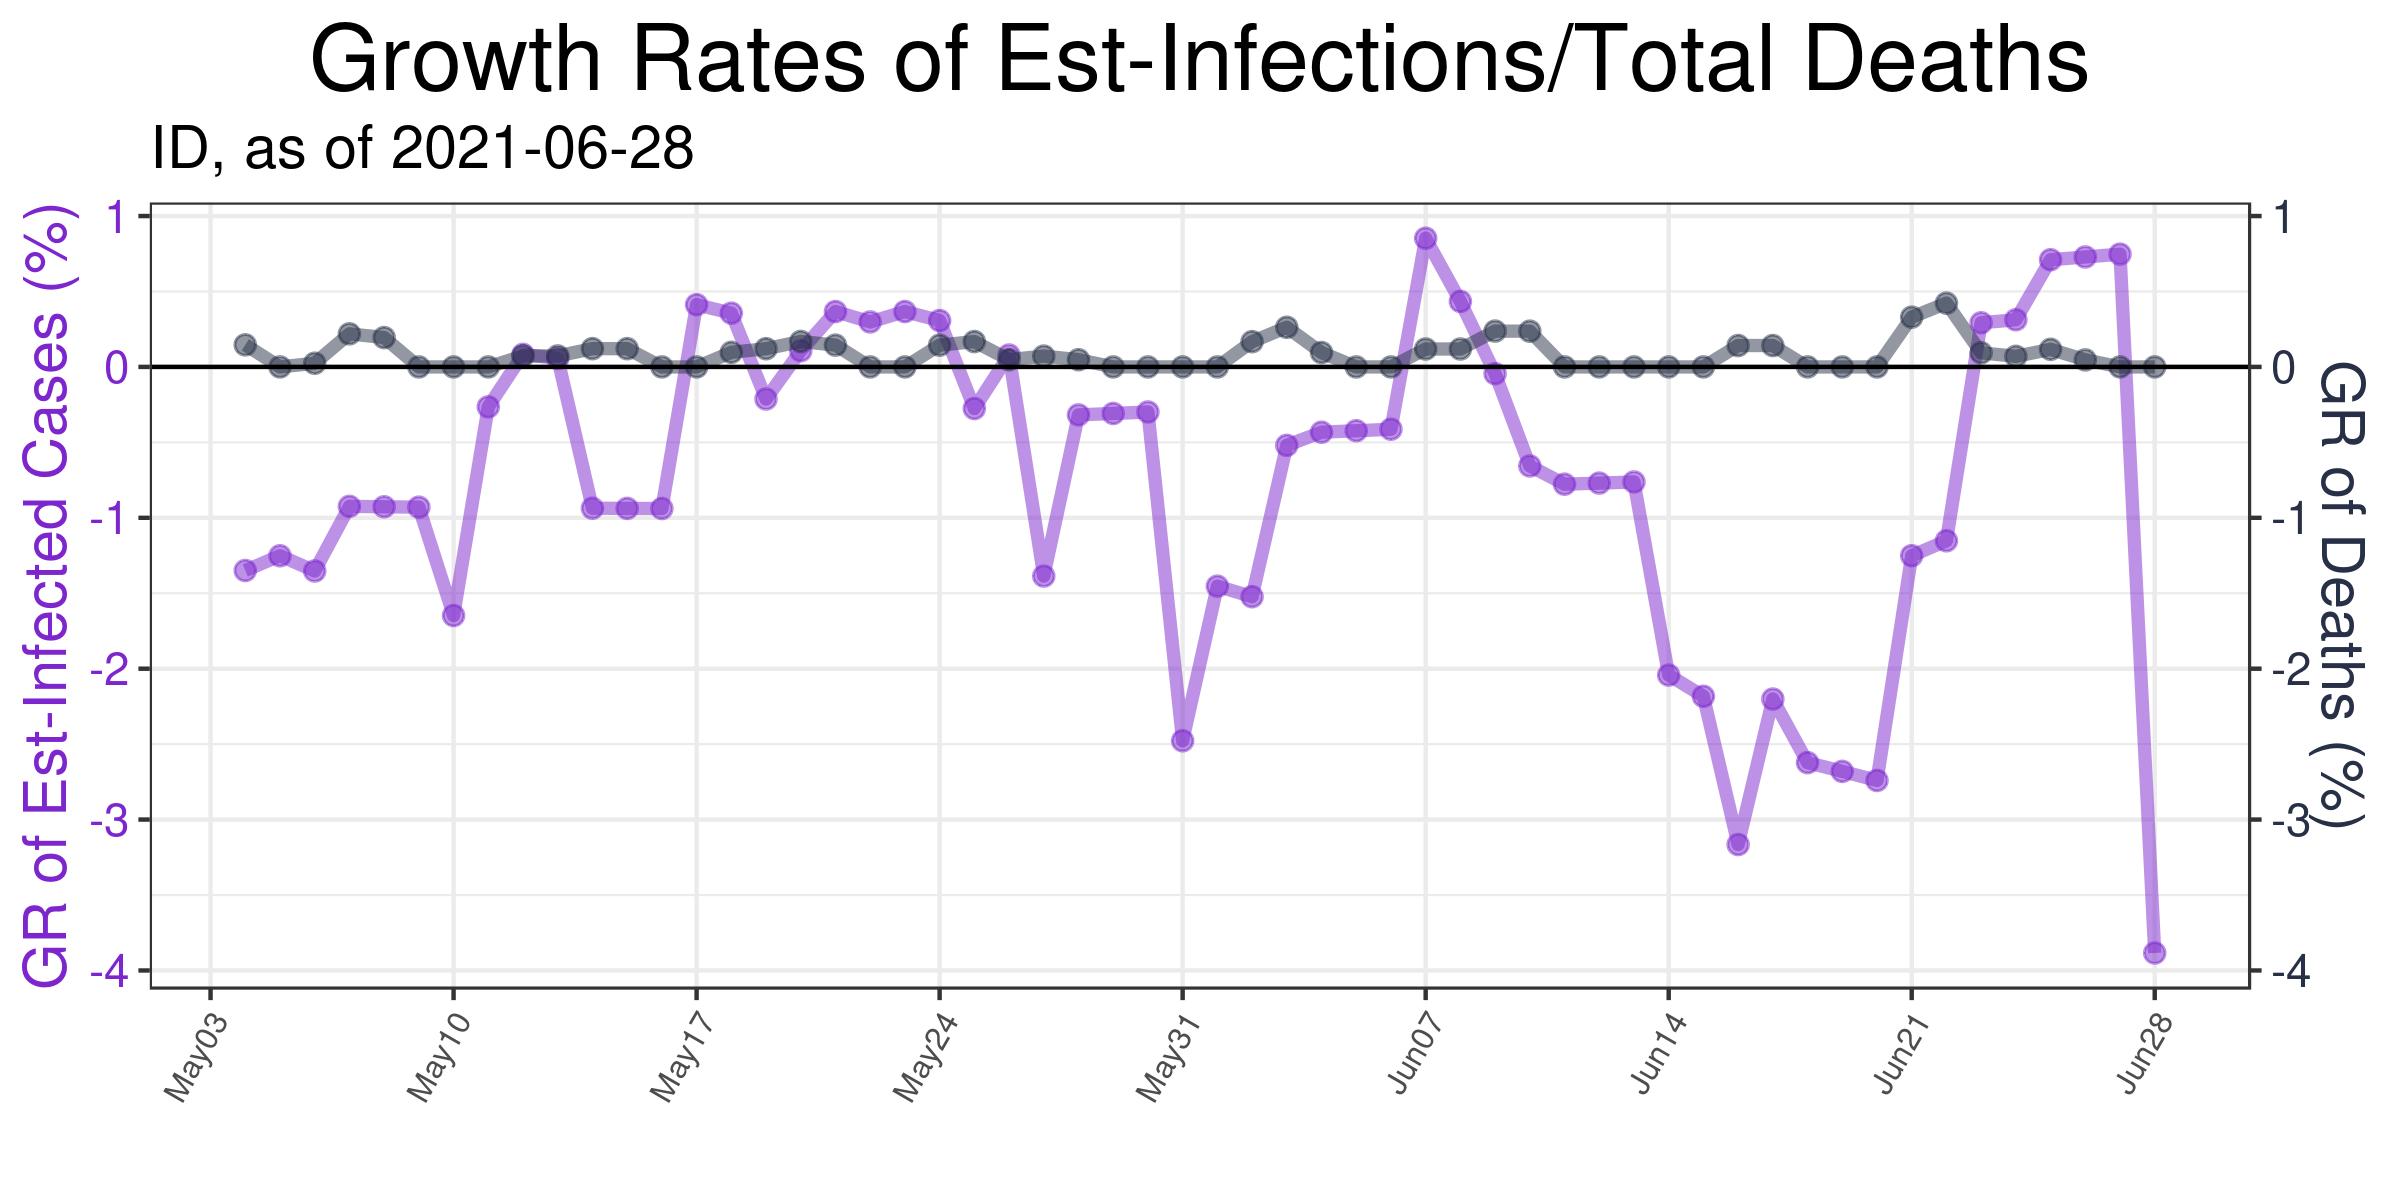 Growth Rates of Est-Infections/Total Deaths
ID, as of 2021-06-28
GR of Est-Infected Cases (%)
1
0
-1
-2
-3
-4
1
0
-1
-2
-3
-4
GR of Deaths (%)
May03
May10
May17
May24
May31
Jun07
Jun14
Jun21
Jun28